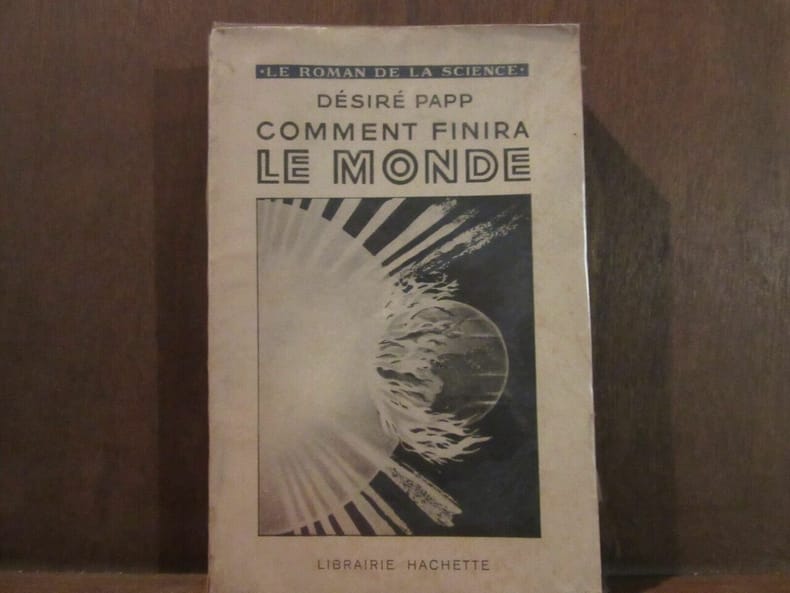 ·LE ROMAN DE LA SCIENCE·
DÉSIRÉ PAPP
COMMENT FINIRA
LE MONDE
LIBRAIRIE HACHETTE